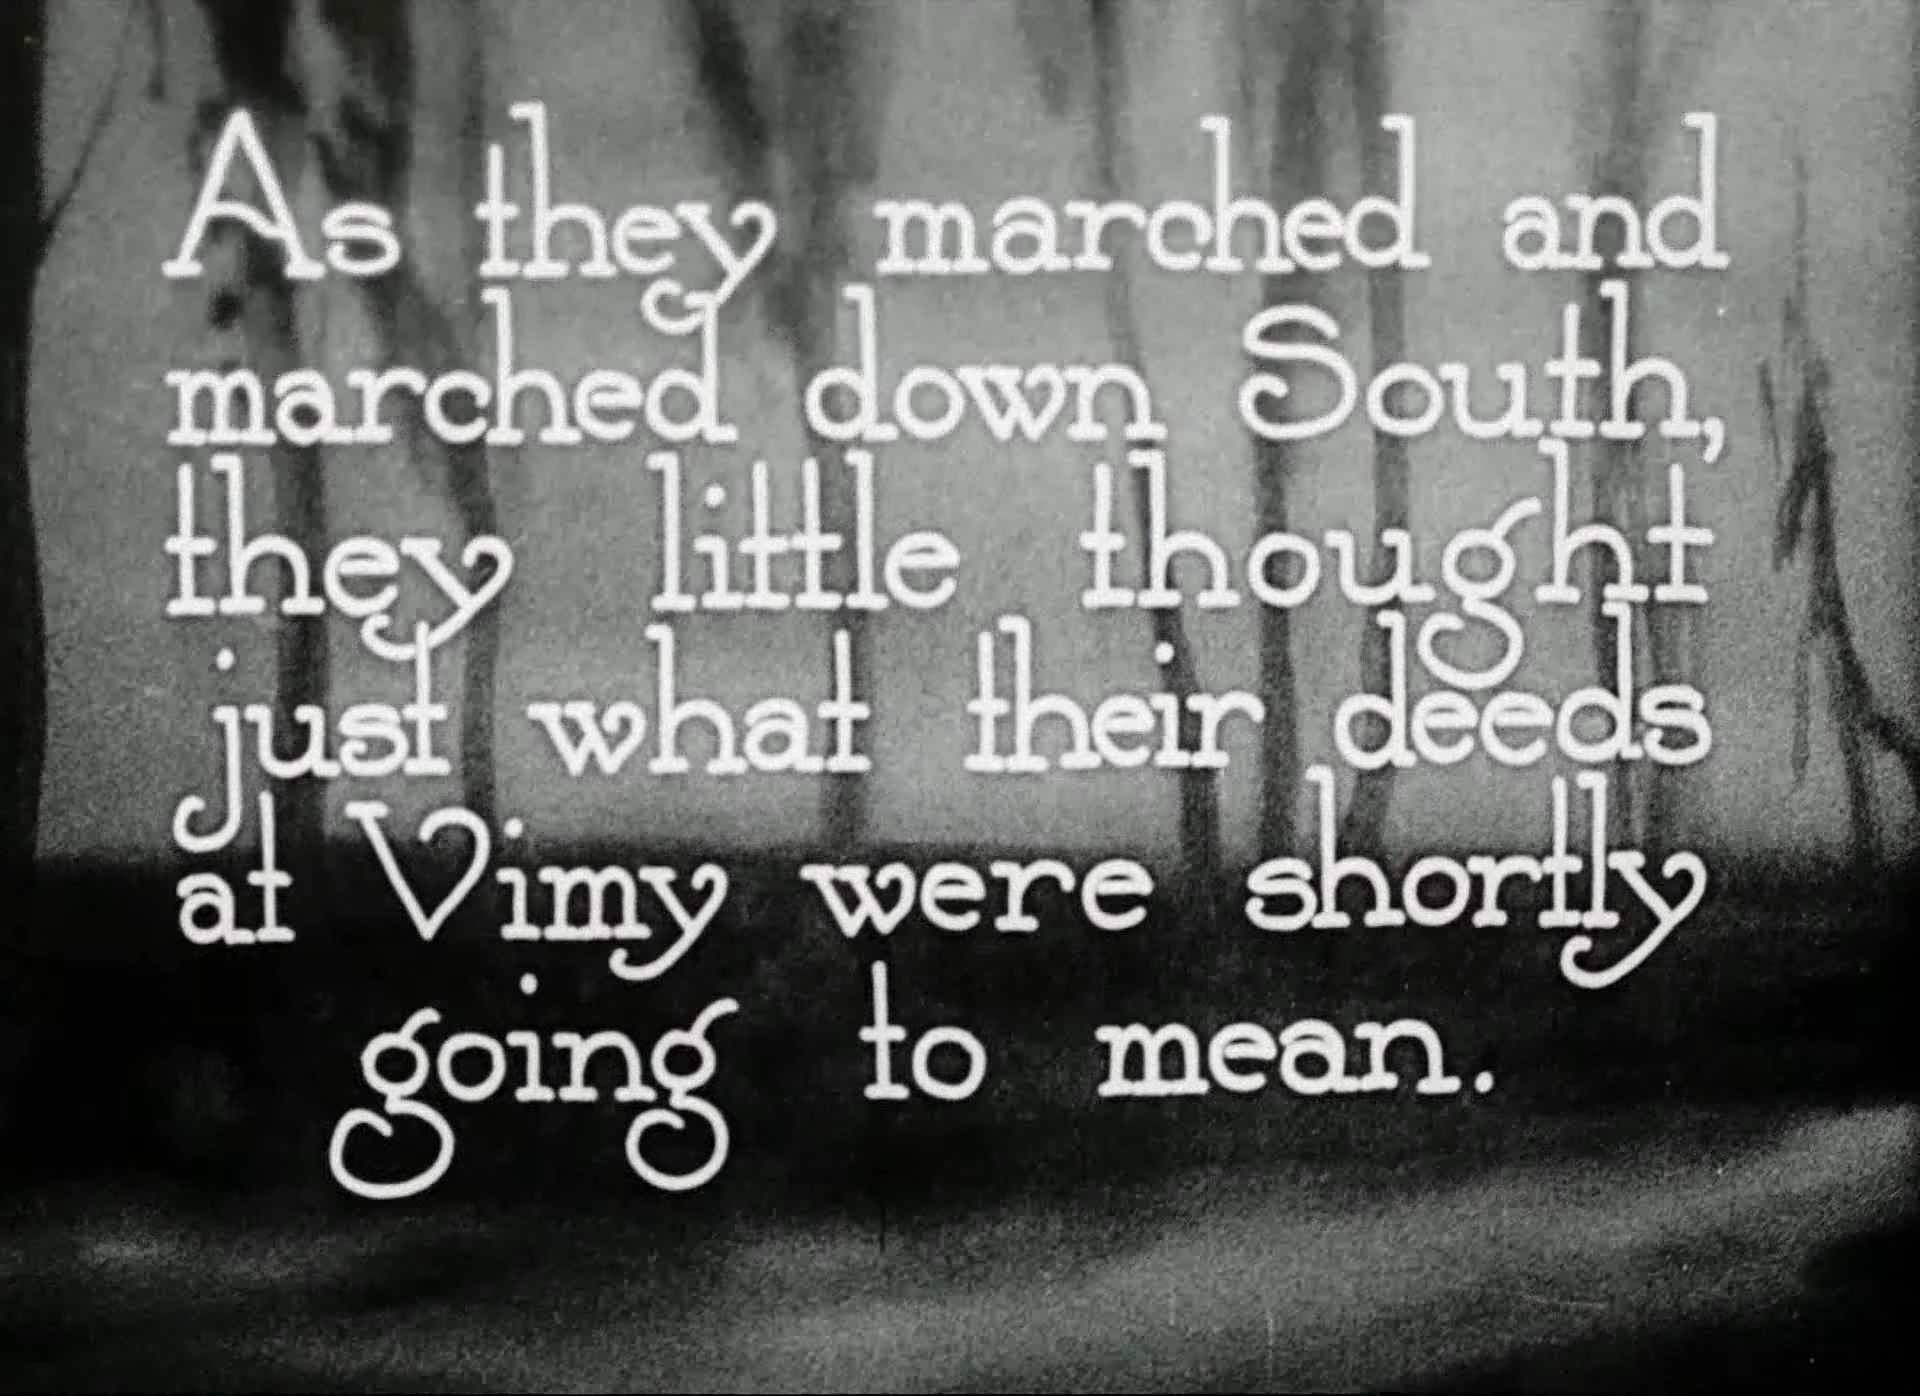 As they marched and
marched down South,
they little thought
just what their deeds
at Vimy were shortly
going to mean.